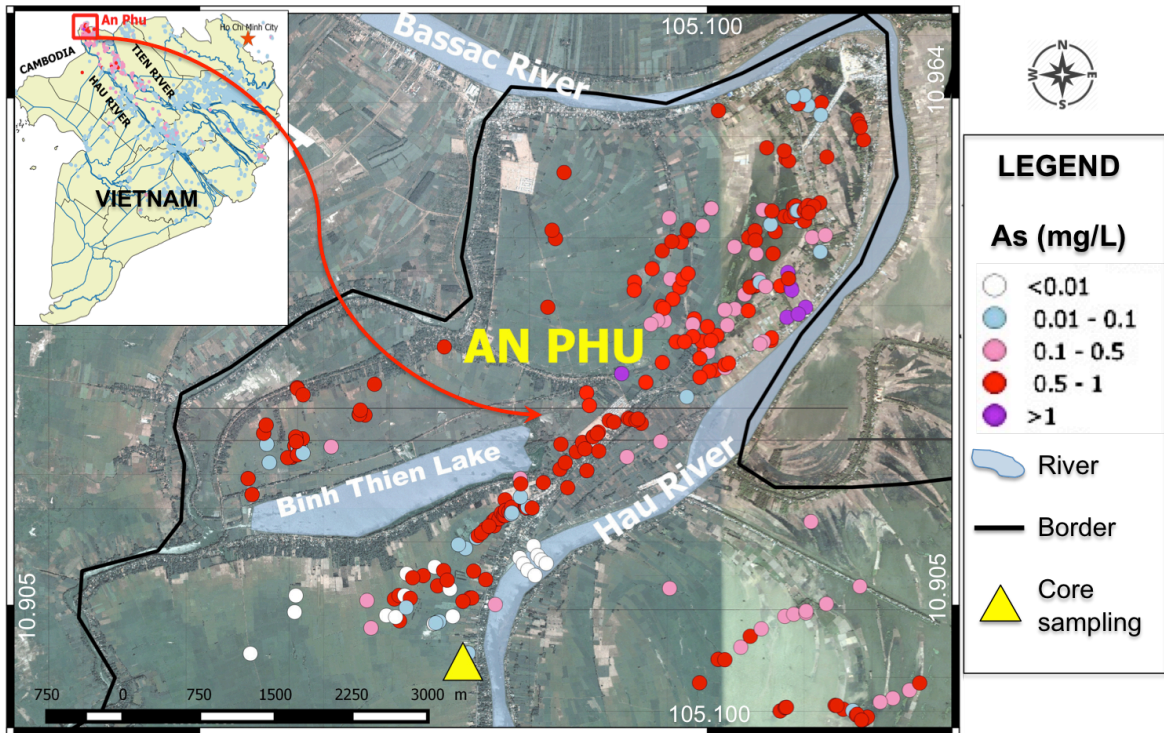 An Phu
Ho Chi Minh City
CAMBODIA
TIEN RIVER
HAU RIVER
VIETNAM
105.100
Bassac River
10.964
N
W
E
S
LEGEND
As (mg/L)
<0.01
0.01 - 0.1
0.1 - 0.5
0.5 - 1
>1
River
Border
Core
sampling
AN PHU
Binh Thien Lake
Hau River
10.905
10.905
750
0
750
1500
2250
3000 m
105.100